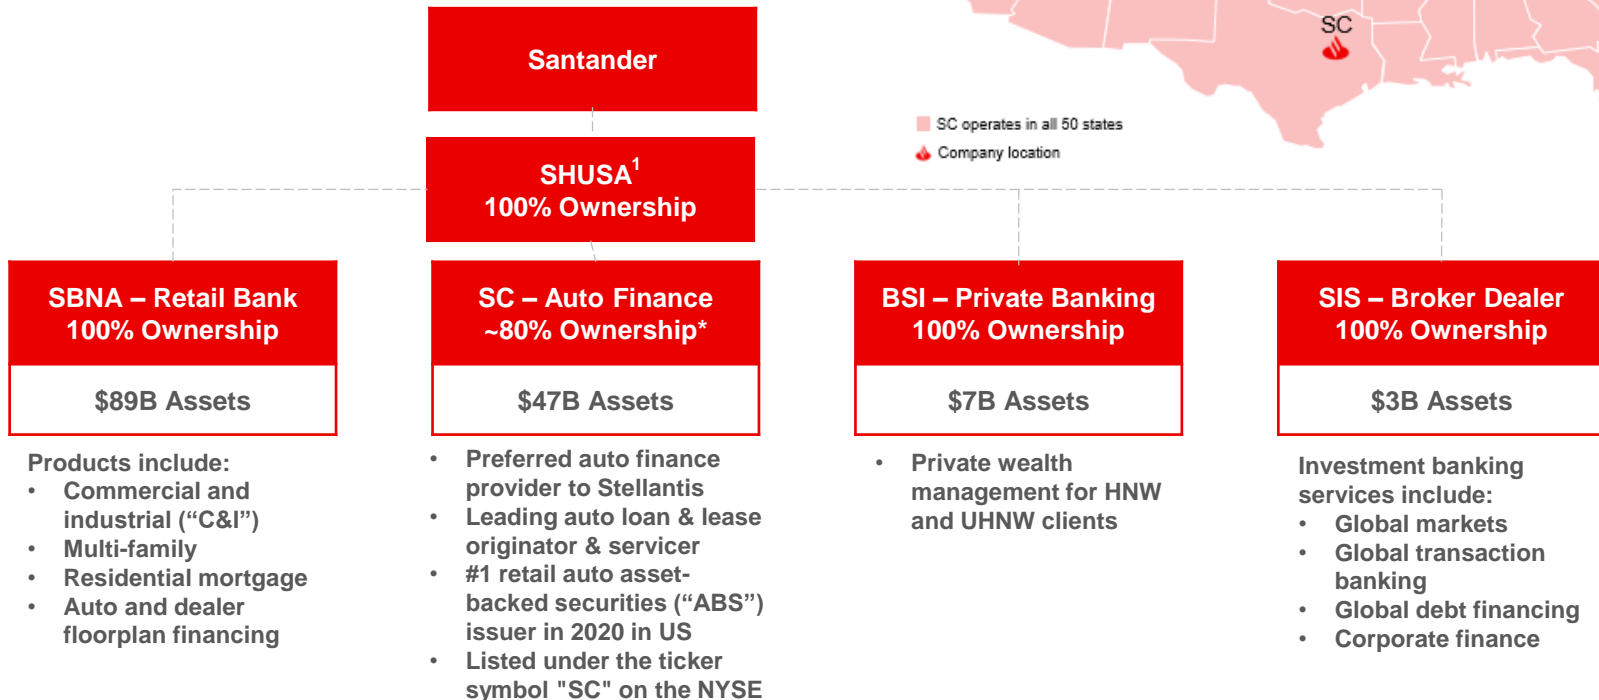 SC
SC operates in all 50 states
Company location
Santander
SHUSA1
100% Ownership
SBNA – Retail Bank
100% Ownership
$89B Assets
Products include:
• Commercial and
industrial (“C&I”)
• Multi-family
• Residential mortgage
• Auto and dealer
floorplan financing
SC – Auto Finance
~80% Ownership*
$47B Assets
• Preferred auto finance
provider to Stellantis
• Leading auto loan & lease
originator & servicer
• #1 retail auto asset-
backed securities (“ABS”)
issuer in 2020 in US
• Listed under the ticker
symbol "SC" on the NYSE
BSI – Private Banking
100% Ownership
$7B Assets
• Private wealth
management for HNW
and UHNW clients
SIS – Broker Dealer
100% Ownership
$3B Assets
Investment banking
services include:
• Global markets
• Global transaction
banking
• Global debt financing
• Corporate finance